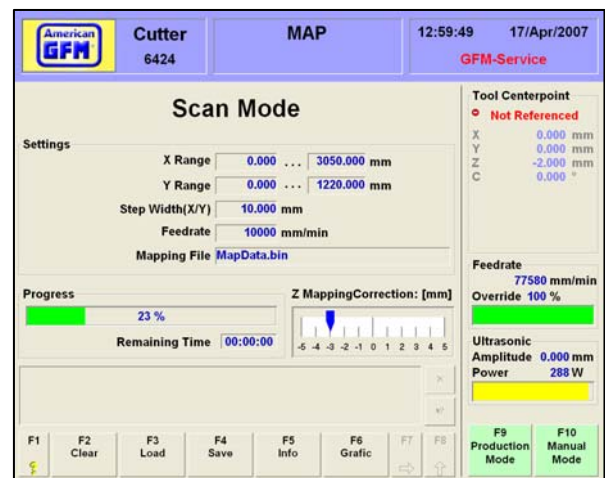 American
GFM
Cutter
6424
MAP
12:59:49 17/Apr/2007
GFM-Service
Scan Mode
Settings
X Range 0.000 ... 3050.000 mm
Y Range 0.000 ... 1220.000 mm
Step Width(X/Y) 10.000 mm
Feedrate 10000 mm/min
Mapping File MapData.bin
Progress
23 %
Remaining Time 00:00:00
Z MappingCorrection: [mm]
-5 -4 -3 -2 -1 0 1 2 3 4 5
Tool Centerpoint
Not Referenced
X 0.000 mm
Y 0.000 mm
Z -2.000 mm
C 0.000 °
Feedrate
77580 mm/min
Override 100 %
Ultrasonic
Amplitude 0.000 mm
Power 288 W
F1
F2
Clear
F3
Load
F4
Save
F5
Info
F6
Grafic
F7
F8
F9
Production
Mode
F10
Manual
Mode